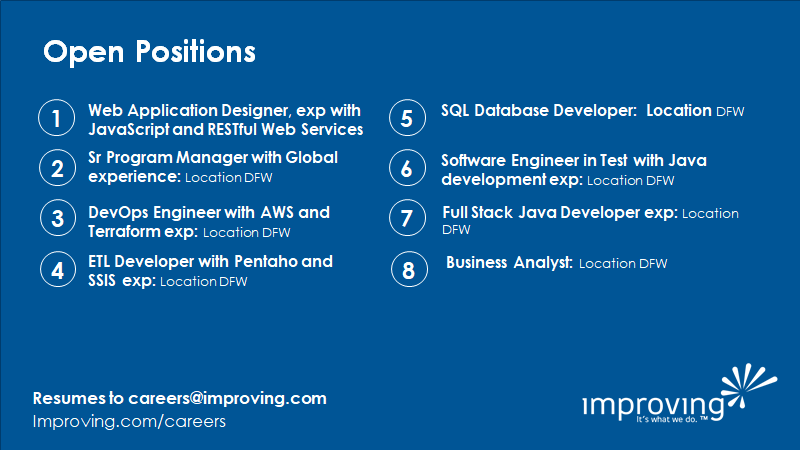 Open Positions
1
Web Application Designer, exp with
JavaScript and RESTful Web Services
2
Sr Program Manager with Global
experience: Location DFW
3
DevOps Engineer with AWS and
Terraform exp: Location DFW
4
ETL Developer with Pentaho and
SSIS exp: Location DFW
5
SQL Database Developer: Location DFW
6
Software Engineer in Test with Java
development exp: Location DFW
7
Full Stack Java Developer exp: Location
DFW
8
Business Analyst: Location DFW
Resumes to careers@improving.com
Improving.com/careers
improving
It's what we do. ™